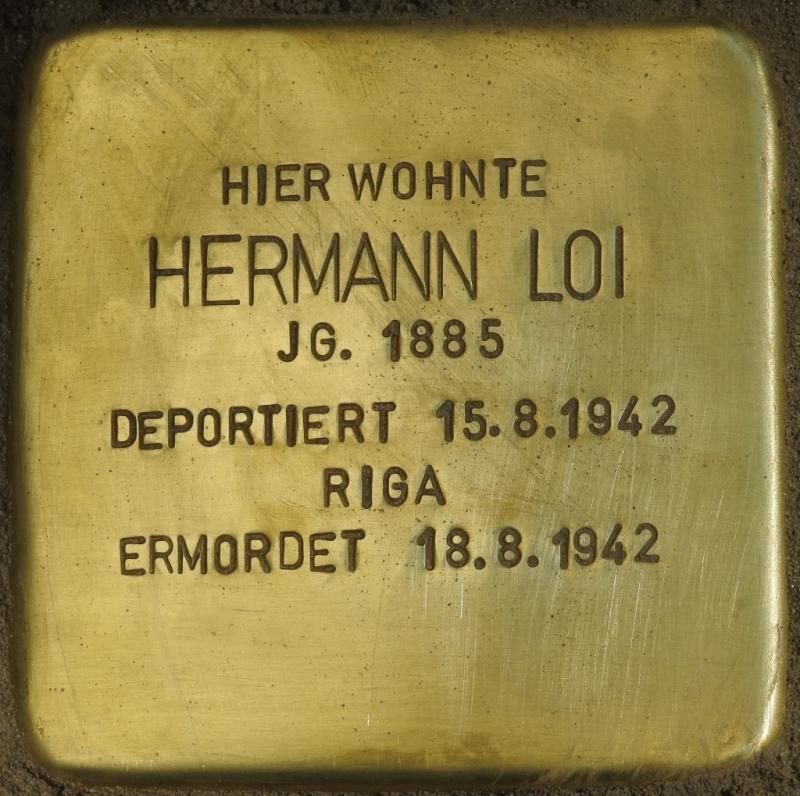 HIER WOHNTE
HERMANN LOI
JG. 1885
DEPORTIERT 15.8.1942
RIGA
ERMORDET 18.8.1942